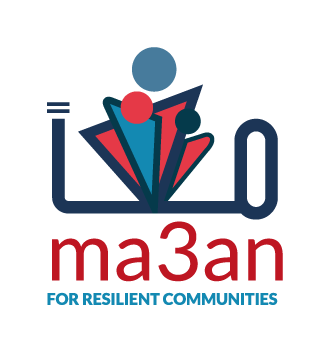 ma3an
FOR RESILIENT COMMUNITIES